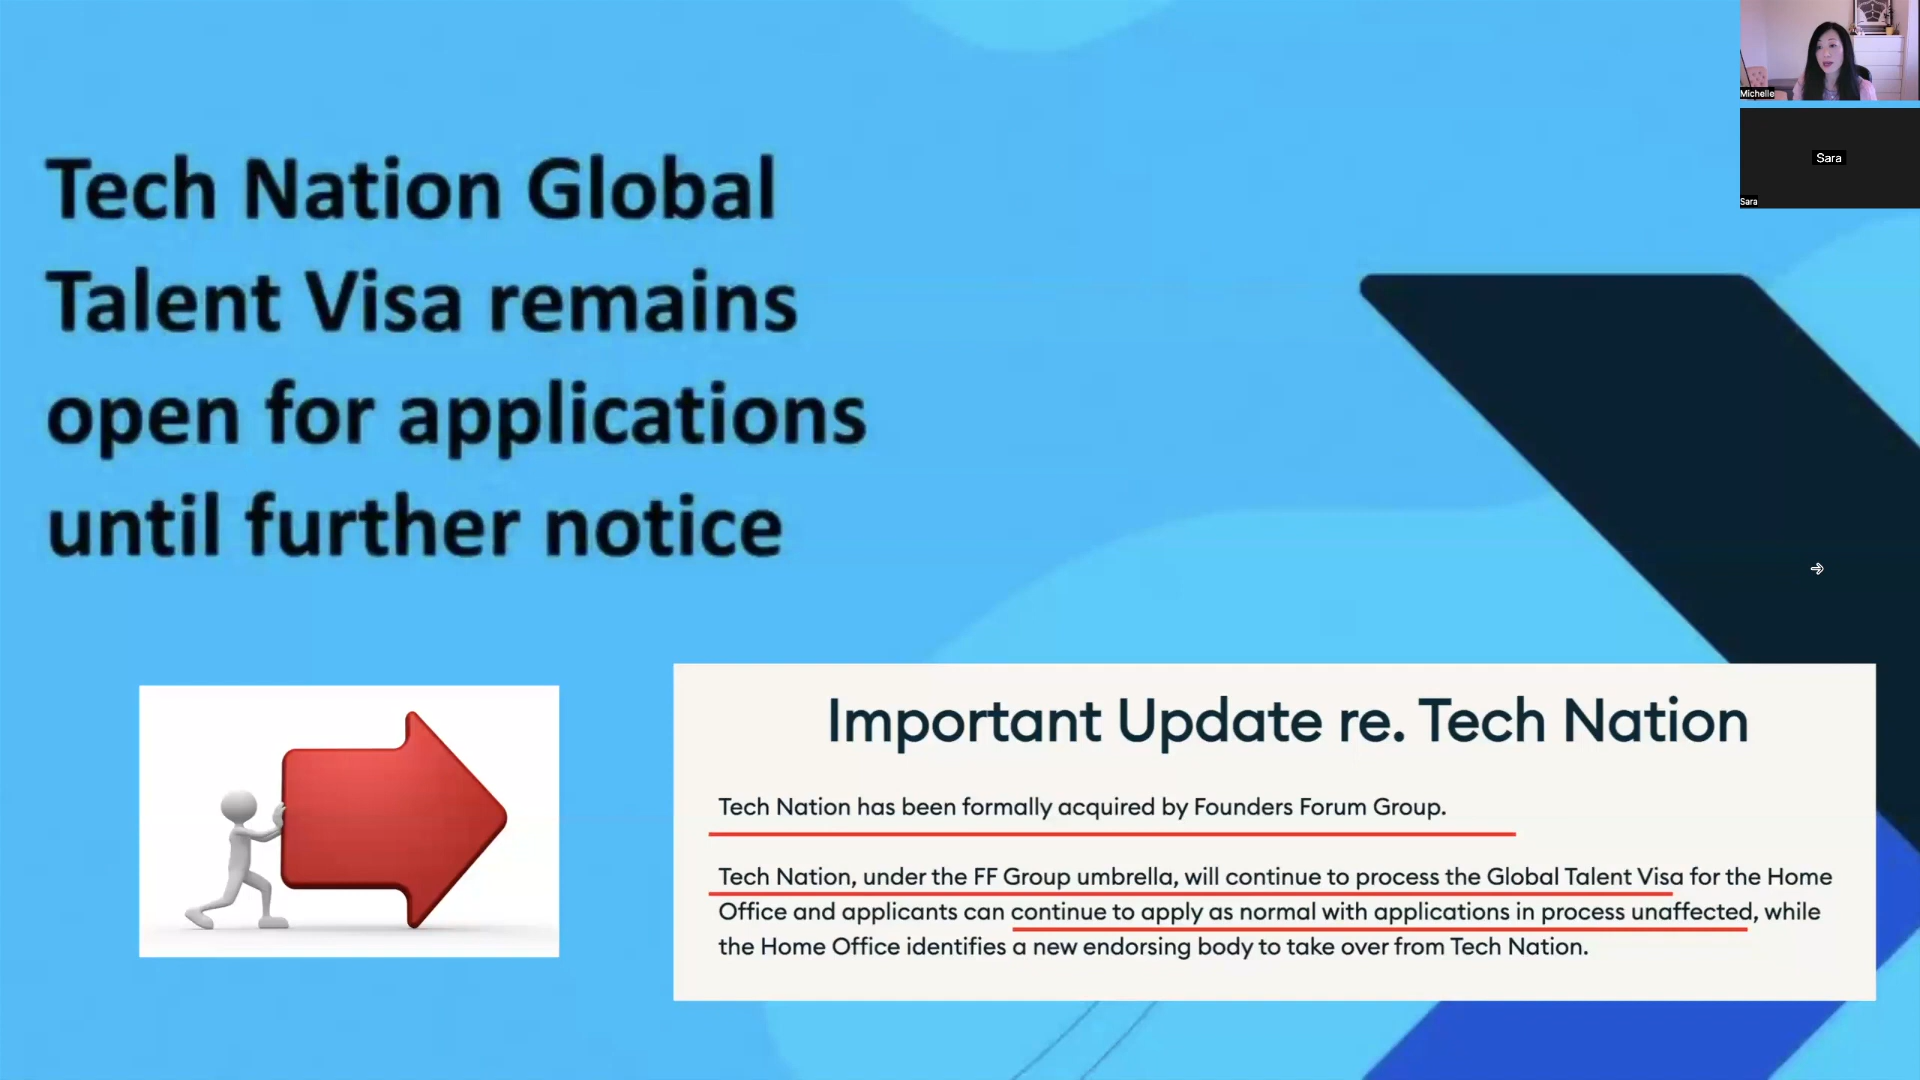 Tech Nation Global
Talent Visa remains
open for applications
until further notice
Michelle
Sara
Sara
Important Update re. Tech Nation
Tech Nation has been formally acquired by Founders Forum Group.
Tech Nation, under the FF Group umbrella, will continue to process the Global Talent Visa for the Home
Office and applicants can continue to apply as normal with applications in process unaffected, while
the Home Office identifies a new endorsing body to take over from Tech Nation.